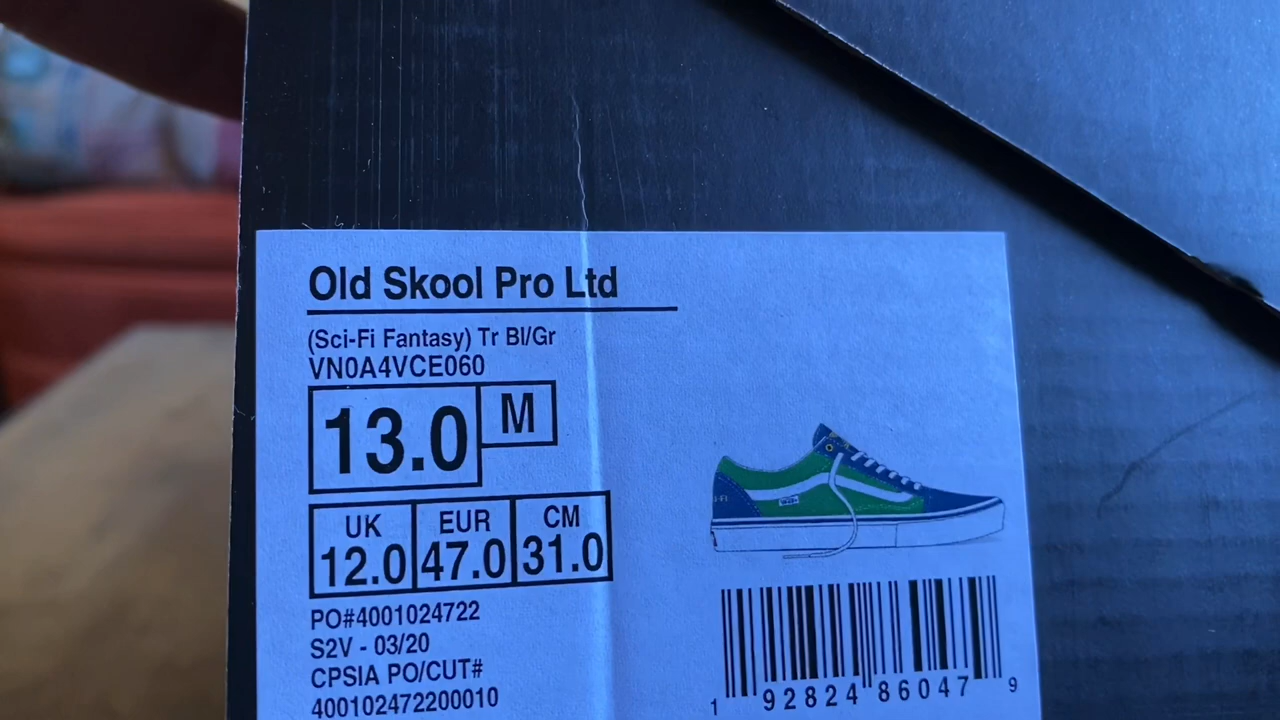 Old Skool Pro Ltd
(Sci-Fi Fantasy) Tr Bl/Gr
VN0A4VCE060
13.0 M
UK EUR CM
12.0 47.0 31.0
PO#4001024722
S2V - 03/20
CPSIA PO/CUT#
400102472200010
1 92824 86047 9